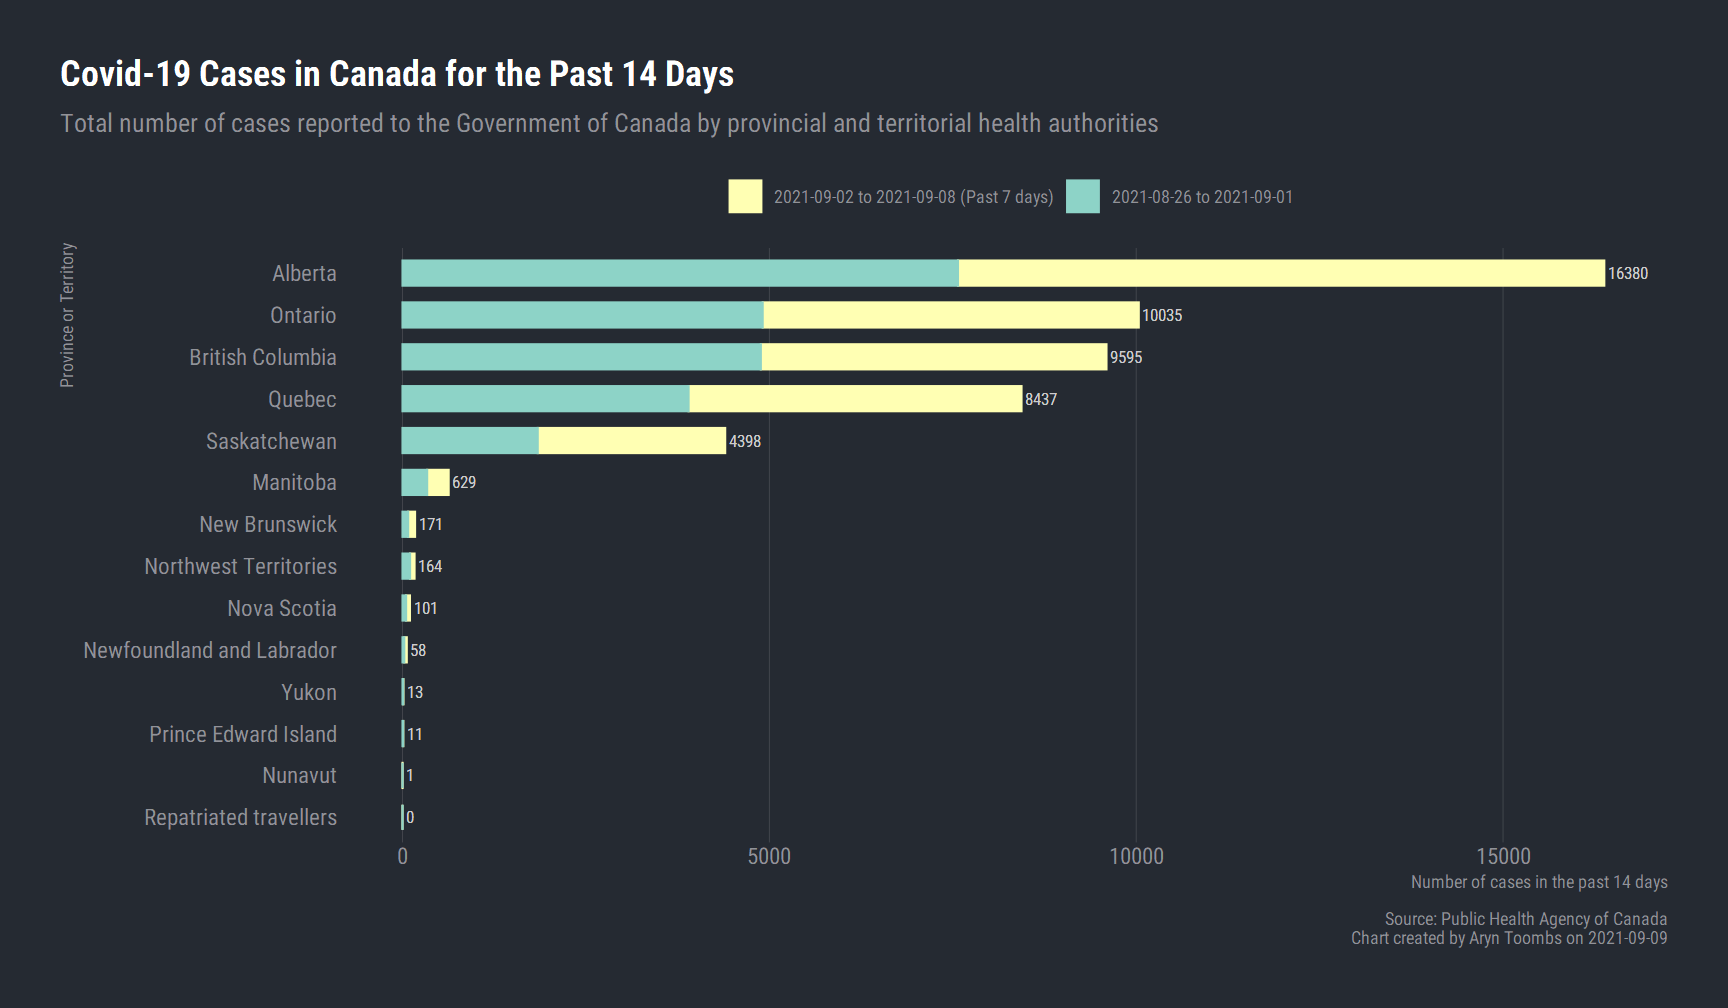 Covid-19 Cases in Canada for the Past 14 Days
Total number of cases reported to the Government of Canada by provincial and territorial health authorities
2021-09-02 to 2021-09-08 (Past 7 days) 2021-08-26 to 2021-09-01
Province or Territory
Alberta 16380
Ontario 10035
British Columbia 9595
Quebec 8437
Saskatchewan 4398
Manitoba 629
New Brunswick 171
Northwest Territories 164
Nova Scotia 101
Newfoundland and Labrador 58
Yukon 13
Prince Edward Island 11
Nunavut 1
Repatriated travellers 0
0 5000 10000 15000
Number of cases in the past 14 days
Source: Public Health Agency of Canada
Chart created by Aryn Toombs on 2021-09-09